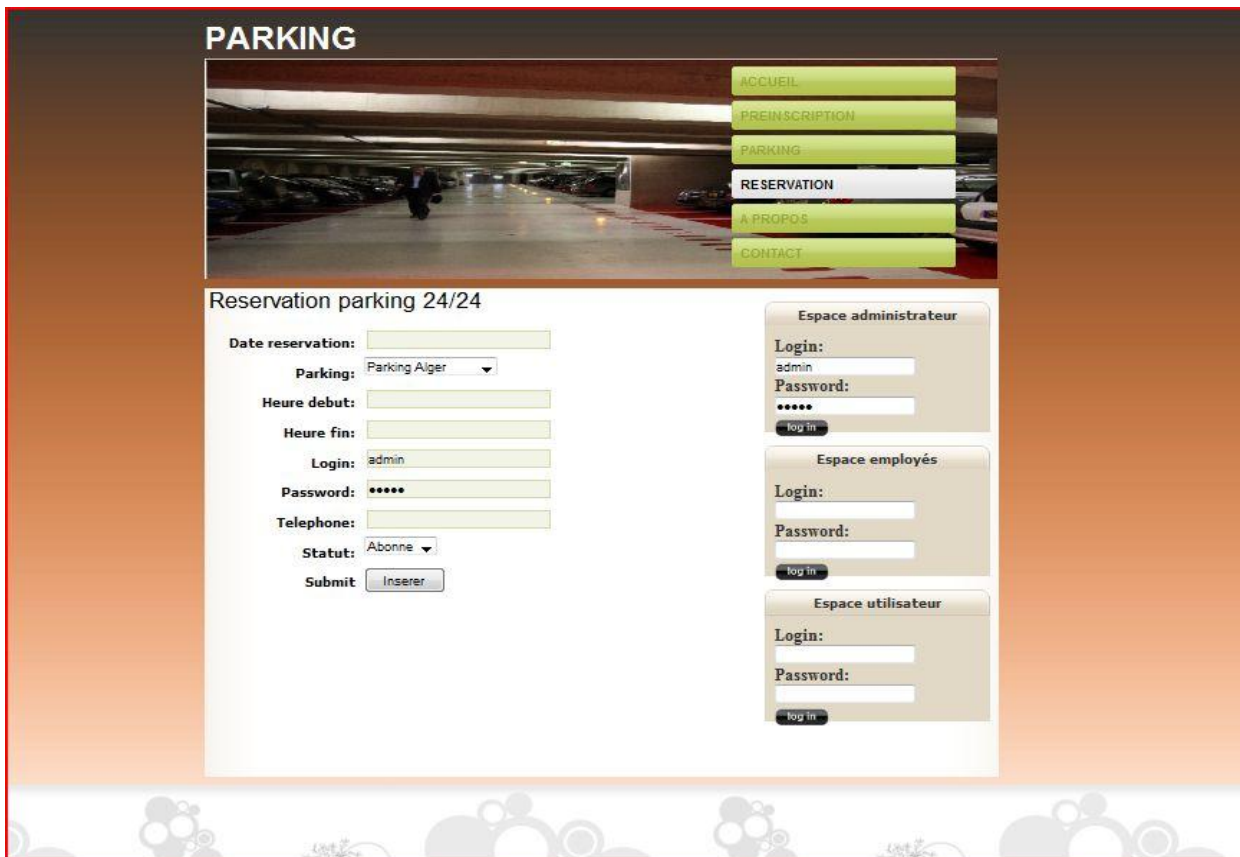 PARKING
ACCUEIL
PREINSCRIPTION
PARKING
RESERVATION
A PROPOS
CONTACT
Reservation parking 24/24
Date reservation:
Parking: Parking Alger
Heure debut:
Heure fin:
Login: admin
Password: •••••
Telephone:
Statut: Abonne
Submit Inserer
Espace administrateur
Login:
admin
Password:
•••••
log in
Espace employés
Login:
Password:
log in
Espace utilisateur
Login:
Password:
log in